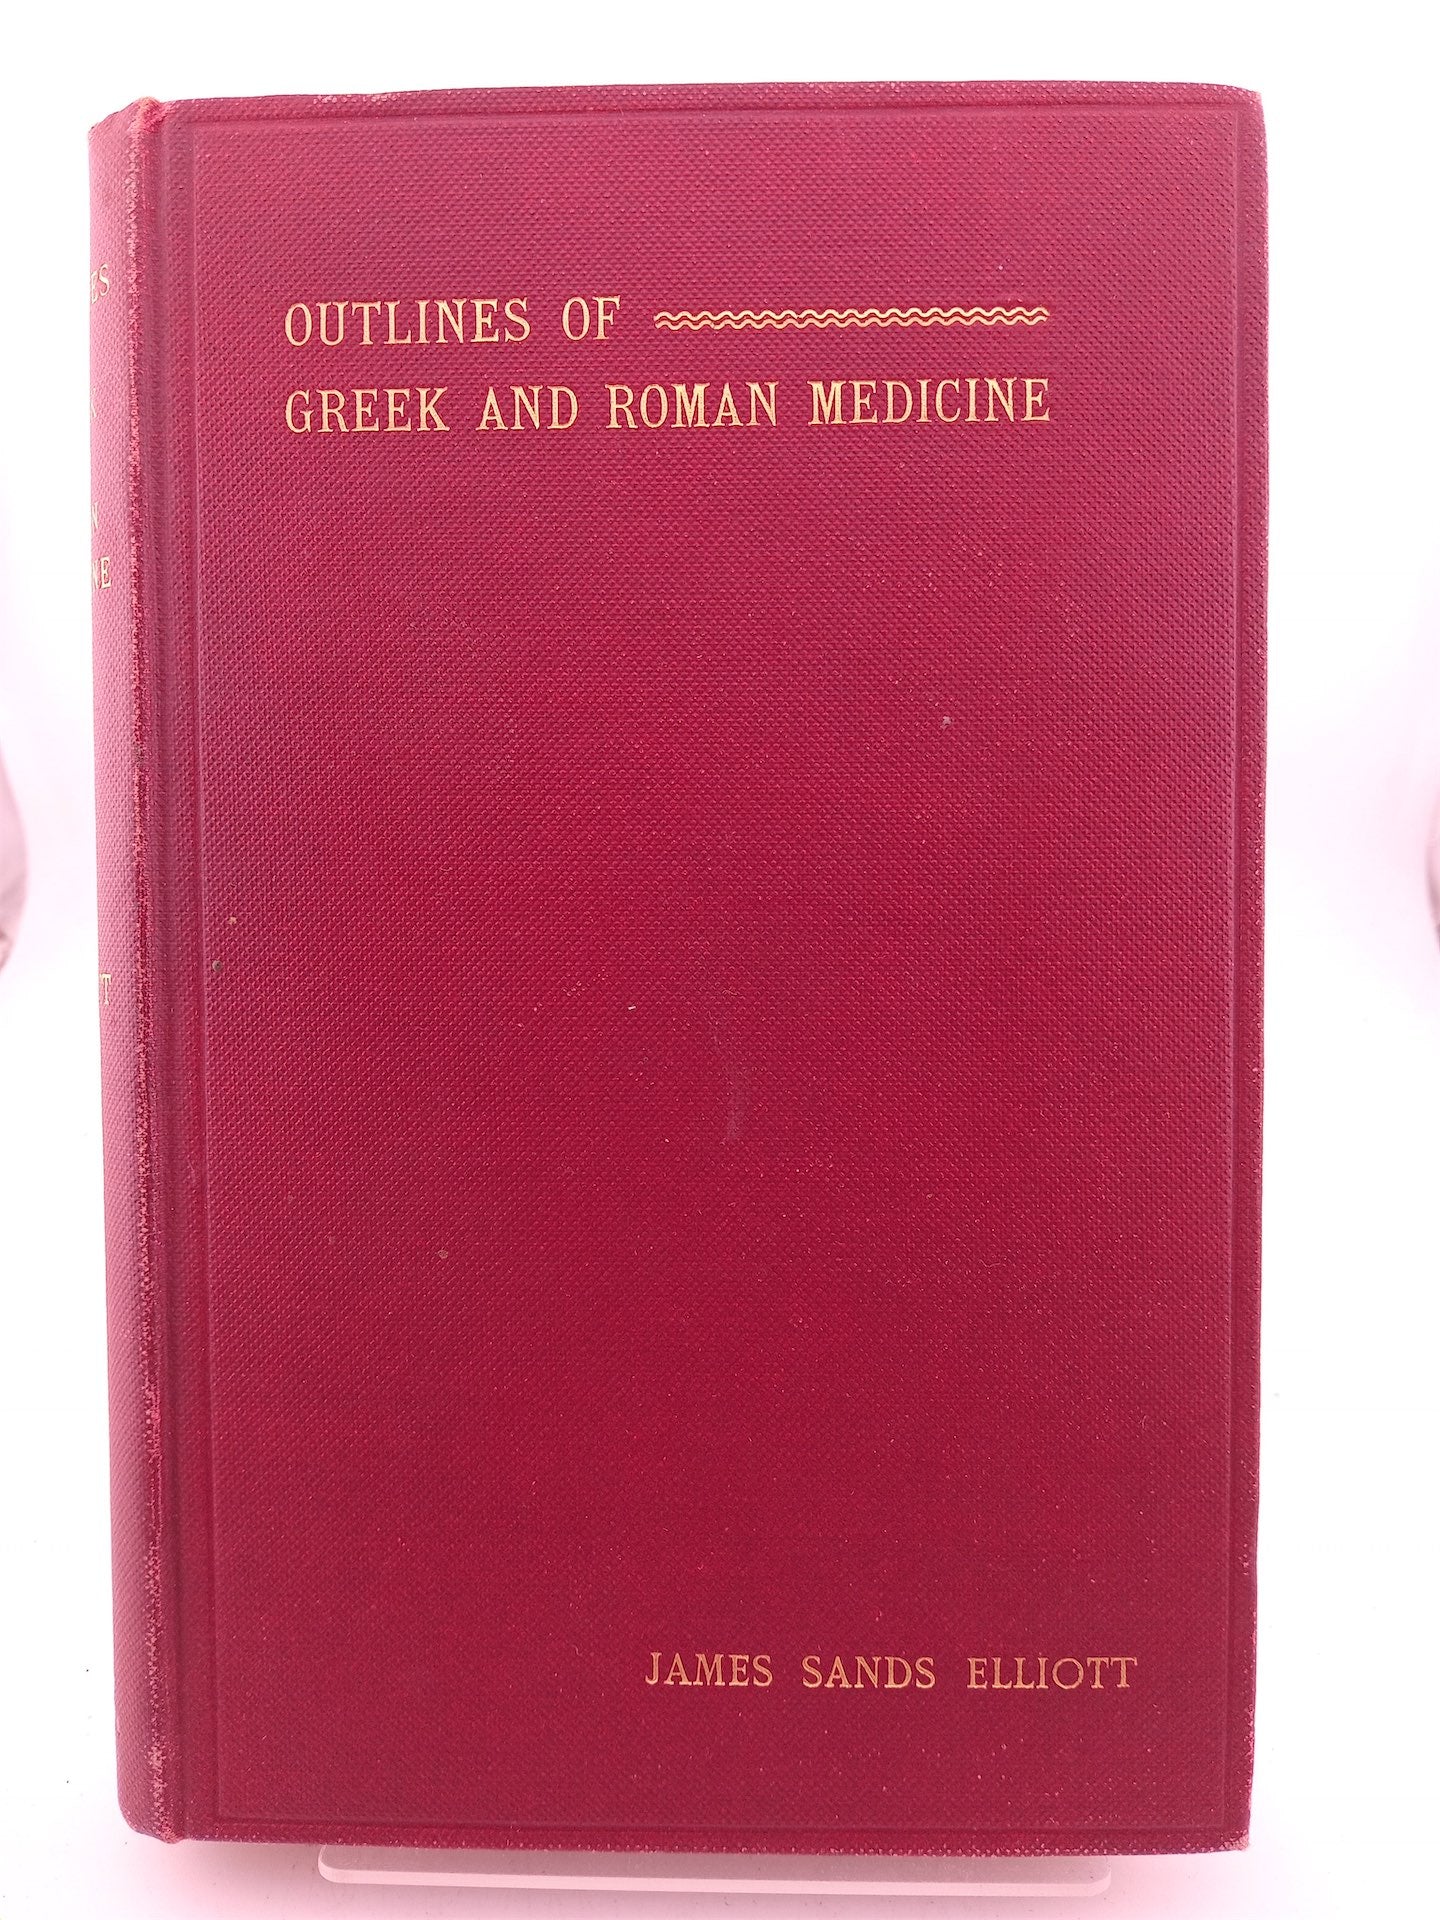 OUTLINES OF
GREEK AND ROMAN MEDICINE
JAMES SANDS ELLIOTT